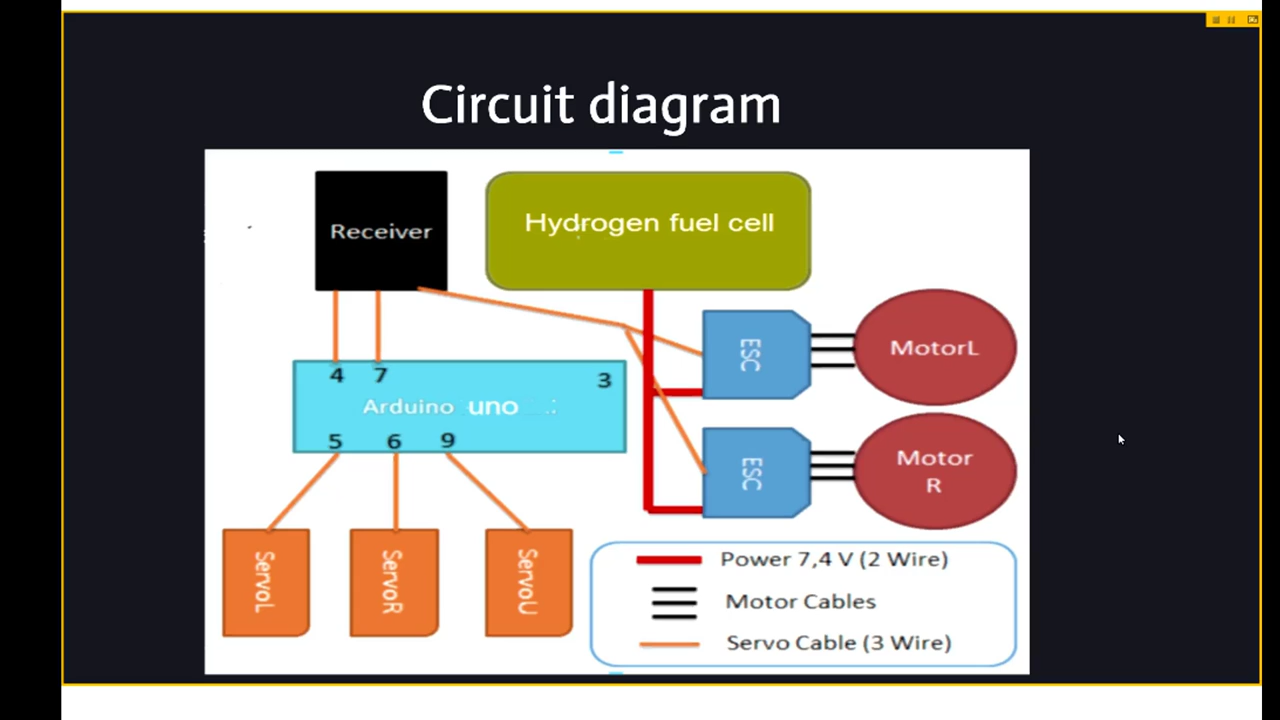 Circuit diagram
Receiver
Hydrogen fuel cell
ESC
MotorL
4 7 3
Arduino uno
5 6 9
ESC
Motor
R
ServoL
ServoR
ServoU
Power 7,4 V (2 Wire)
Motor Cables
Servo Cable (3 Wire)